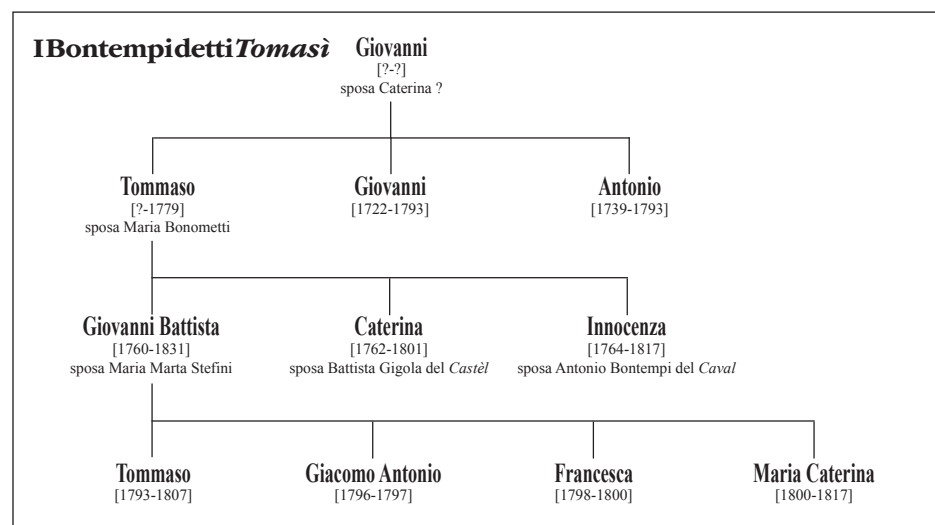 I Bontempi detti Tomasì
Giovanni
[?-?]
sposa Caterina ?
Tommaso
[?-1779]
sposa Maria Bonometti
Giovanni
[1722-1793]
Antonio
[1739-1793]
Giovanni Battista
[1760-1831]
sposa Maria Marta Stefini
Caterina
[1762-1801]
sposa Battista Gigola del Castèl
Innocenza
[1764-1817]
sposa Antonio Bontempi del Caval
Tommaso
[1793-1807]
Giacomo Antonio
[1796-1797]
Francesca
[1798-1800]
Maria Caterina
[1800-1817]